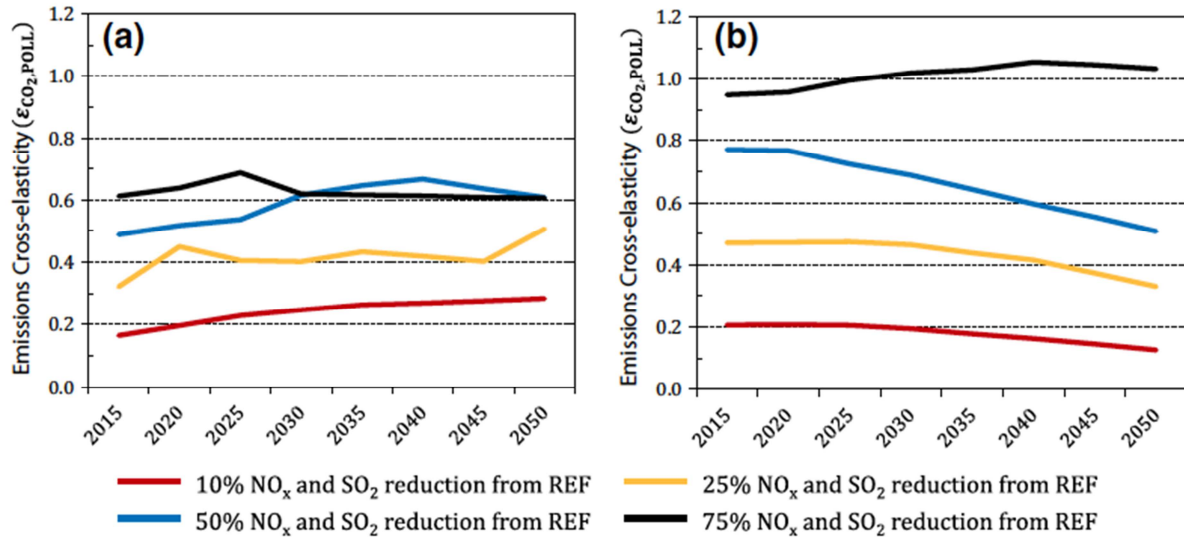 (a)
Emissions Cross-elasticity (εCO₂,POLL)
1.2
1.0
0.8
0.6
0.4
0.2
0.0
2015 2020 2025 2030 2035 2040 2045 2050
(b)
Emissions Cross-elasticity (εCO₂,POLL)
1.2
1.0
0.8
0.6
0.4
0.2
0.0
2015 2020 2025 2030 2035 2040 2045 2050
10% NOₓ and SO₂ reduction from REF
25% NOₓ and SO₂ reduction from REF
50% NOₓ and SO₂ reduction from REF
75% NOₓ and SO₂ reduction from REF